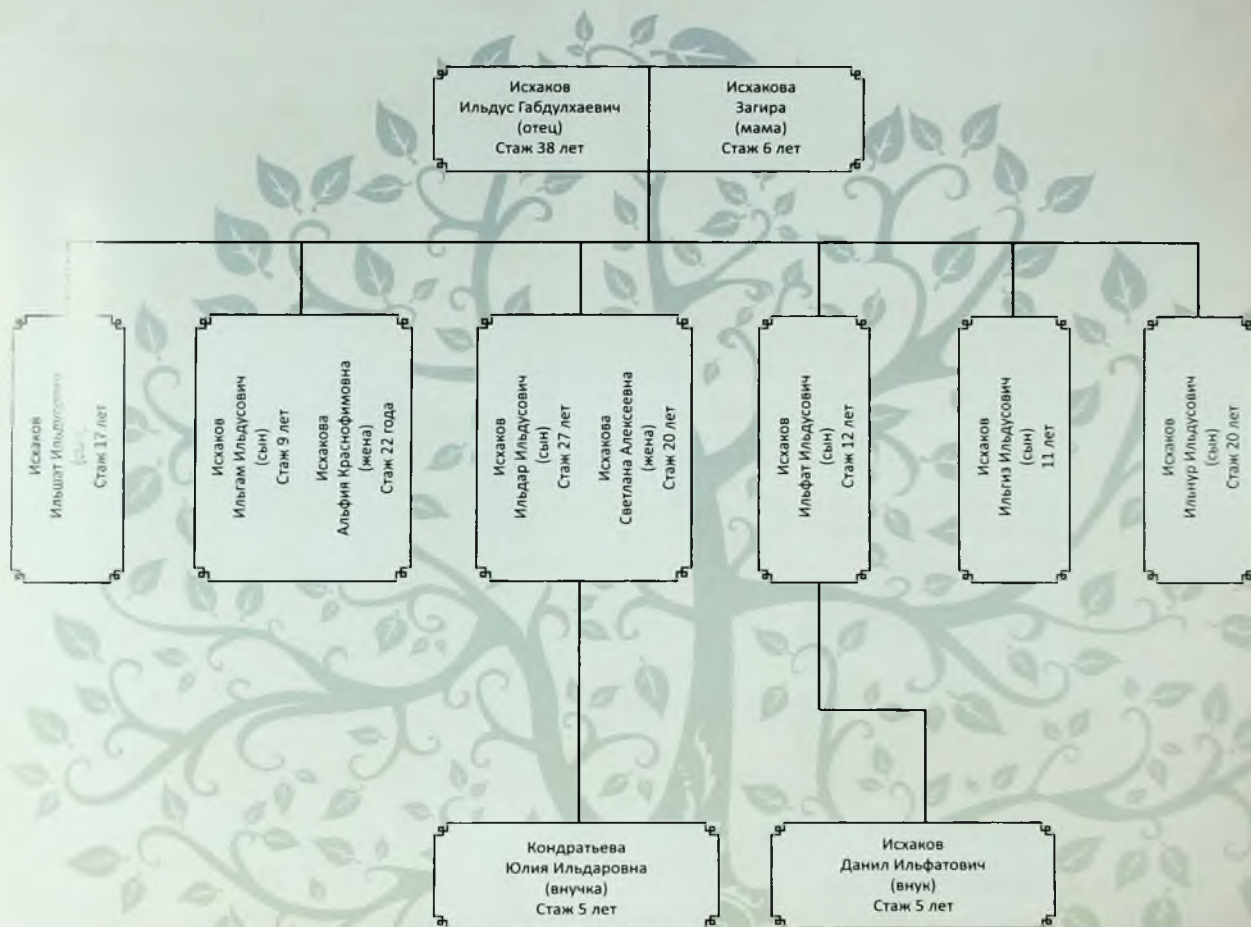 Исхаков
Ильдус Габдулхаевич
(отец)
Стаж 38 лет
Исхакова
Загира
(мама)
Стаж 6 лет
Исхаков
Ильшат Ильдусович
Стаж 17 лет
Исхаков
Ильгам Ильдусович
(сын)
Стаж 9 лет
Исхакова
Альфия Краснофимовна
(жена)
Стаж 22 года
Исхаков
Ильдар Ильдусович
(сын)
Стаж 27 лет
Исхакова
Светлана Алексеевна
(жена)
Стаж 20 лет
Исхаков
Ильфат Ильдусович
(сын)
Стаж 12 лет
Исхаков
Ильгиз Ильдусович
(сын)
11 лет
Исхаков
Ильнур Ильдусович
(сын)
Стаж 20 лет
Кондратьева
Юлия Ильдаровна
(внучка)
Стаж 5 лет
Исхаков
Данил Ильфатович
(внук)
Стаж 5 лет